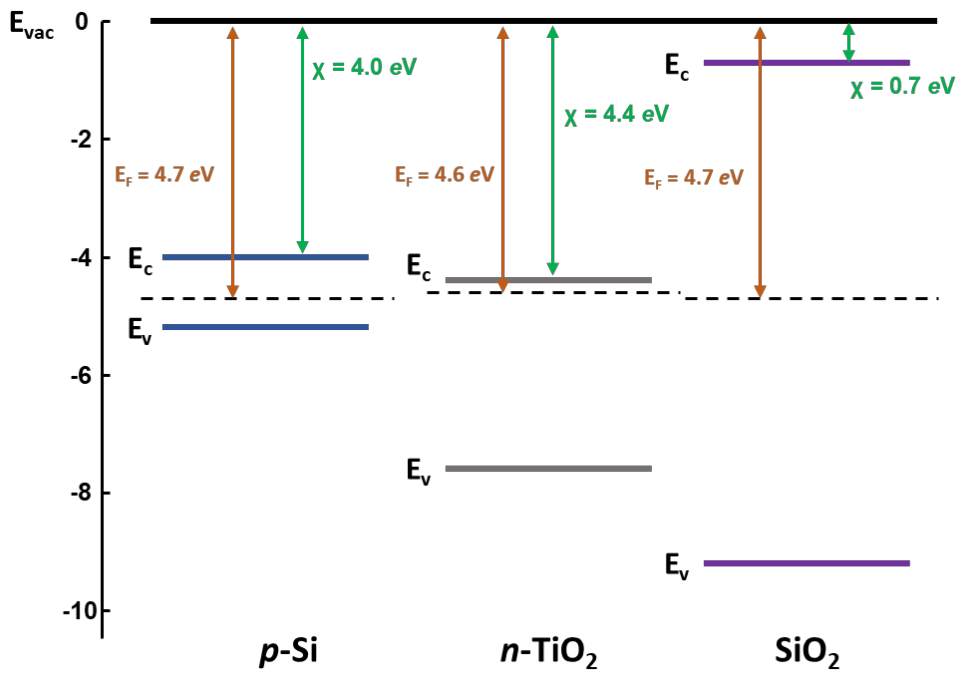 E_vac
0
χ = 4.0 eV
E_c
χ = 0.7 eV
χ = 4.4 eV
-2
E_F = 4.7 eV
E_F = 4.6 eV
E_F = 4.7 eV
-4
E_c
E_c
E_v
-6
E_v
-8
E_v
-10
p-Si
n-TiO₂
SiO₂